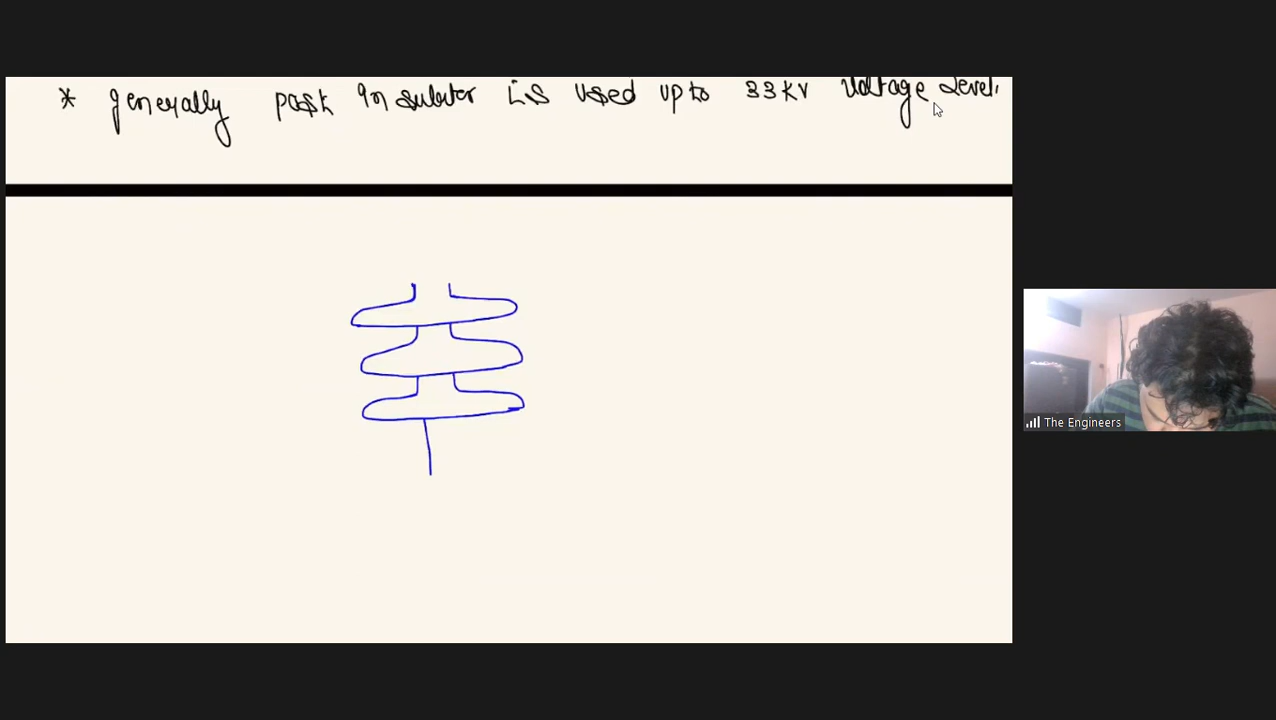 * generally post Insulator is used upto 33kv Voltage Level.
The Engineers